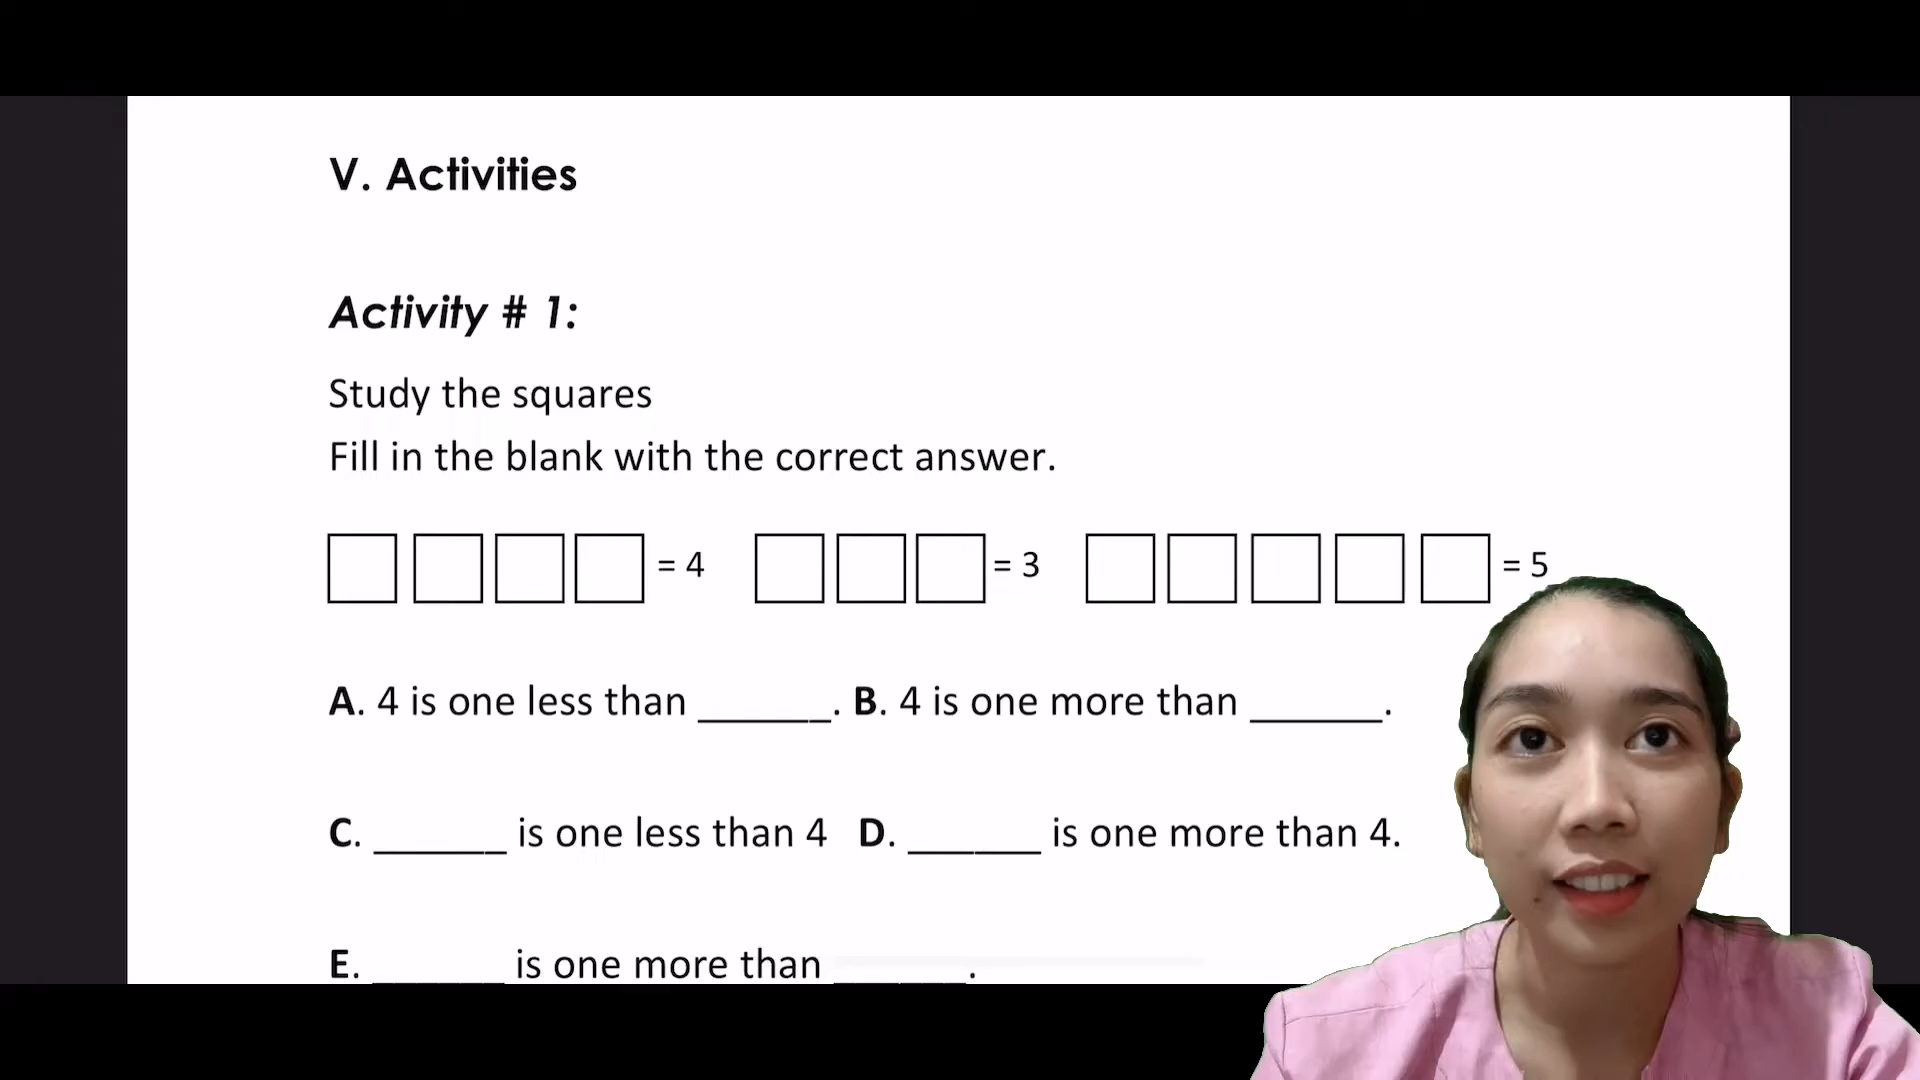 V. Activities
Activity # 1:
Study the squares
Fill in the blank with the correct answer.
= 4 = 3 = 5
A. 4 is one less than ______. B. 4 is one more than ______.
C. ______ is one less than 4 D. ______ is one more than 4.
E. ______ is one more than ______.